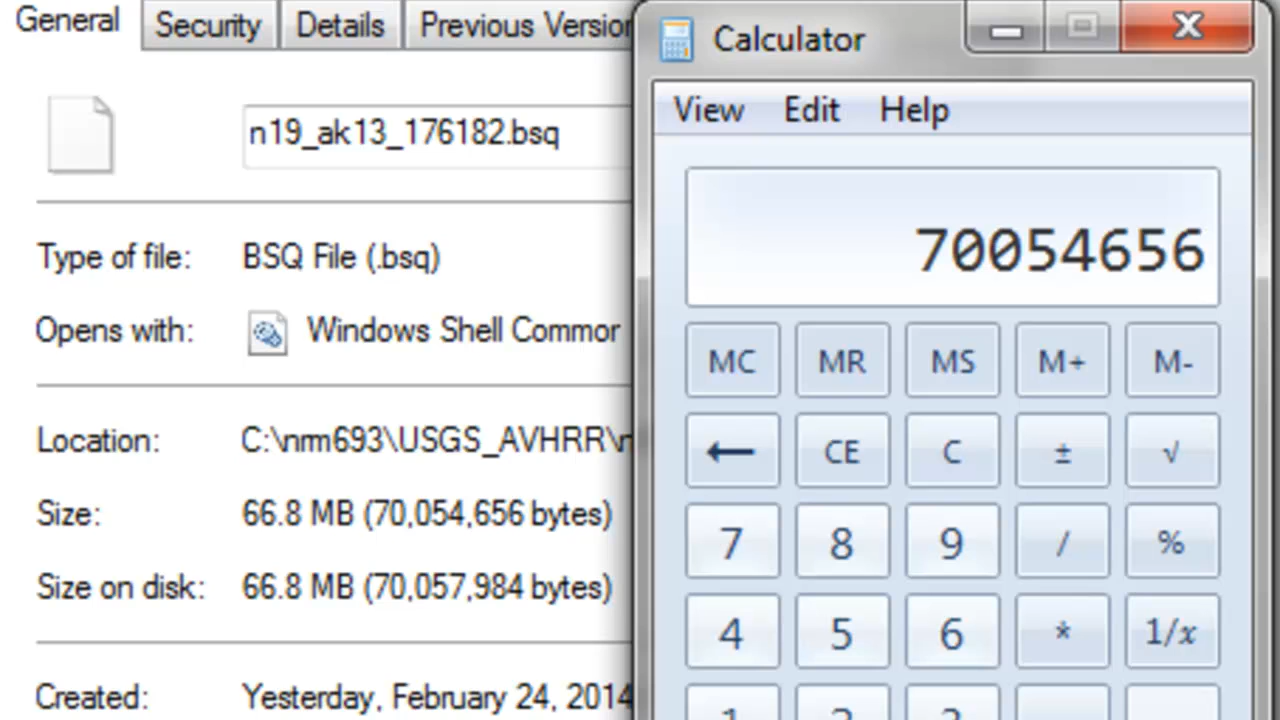 General Security Details Previous
n19_ak13_176182.bsq
Type of file: BSQ File (.bsq)
Opens with: Windows Shell
Location: C:\nrm693\USGS_AVHRR\
Size: 66.8 MB (70,054,656 bytes)
Size on disk: 66.8 MB (70,057,984 bytes)
Created: Yesterday, February 24, 2014
Calculator
View Edit Help
70054656
MC MR MS M+ M-
← CE C ± √
7 8 9 / %
4 5 6 * 1/x
1 2 3